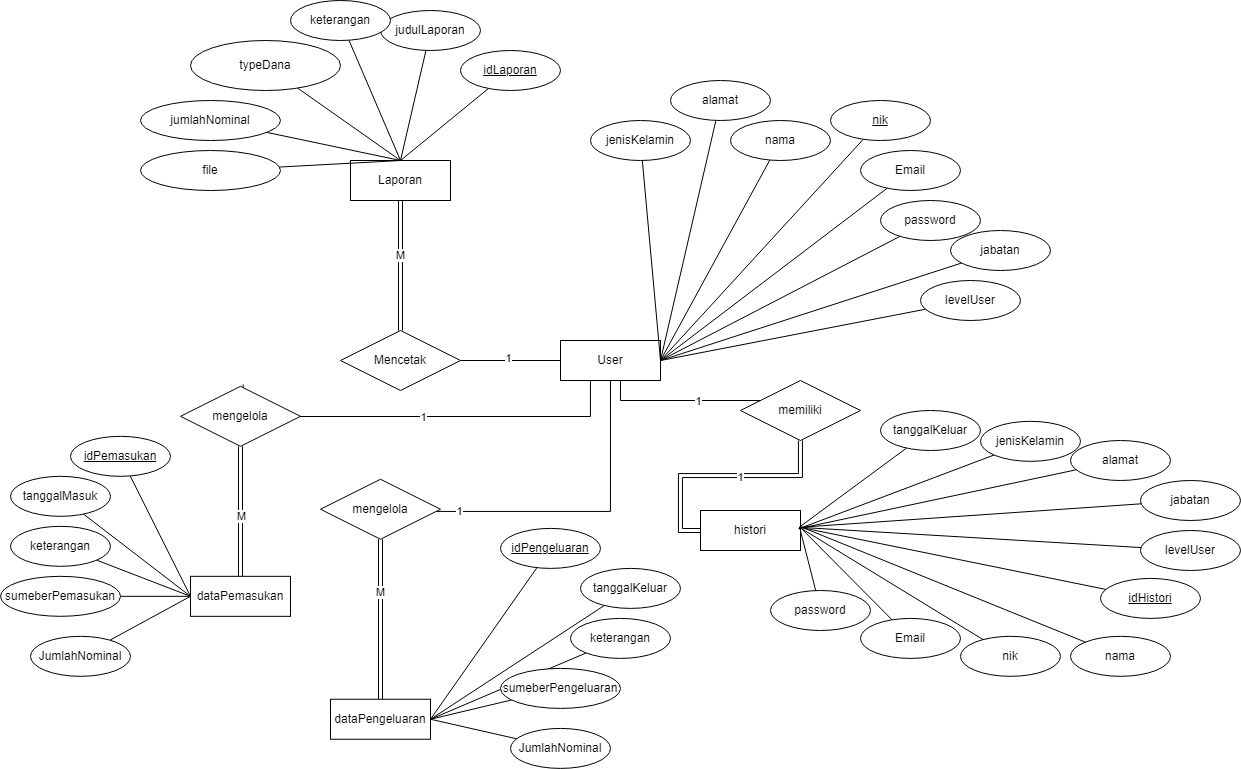 keterangan
judulLaporan
typeDana
idLaporan
jumlahNominal
file
Laporan
M
Mencetak
1
alamat
nik
jenisKelamin
nama
Email
password
jabatan
levelUser
User
mengelola
1
M
idPemasukan
tanggalMasuk
keterangan
sumeberPemasukan
JumlahNominal
dataPemasukan
mengelola
1
M
idPengeluaran
tanggalKeluar
keterangan
sumeberPengeluaran
JumlahNominal
dataPengeluaran
1
memiliki
1
histori
tanggalKeluar
jenisKelamin
alamat
jabatan
levelUser
idHistori
password
Email
nik
nama